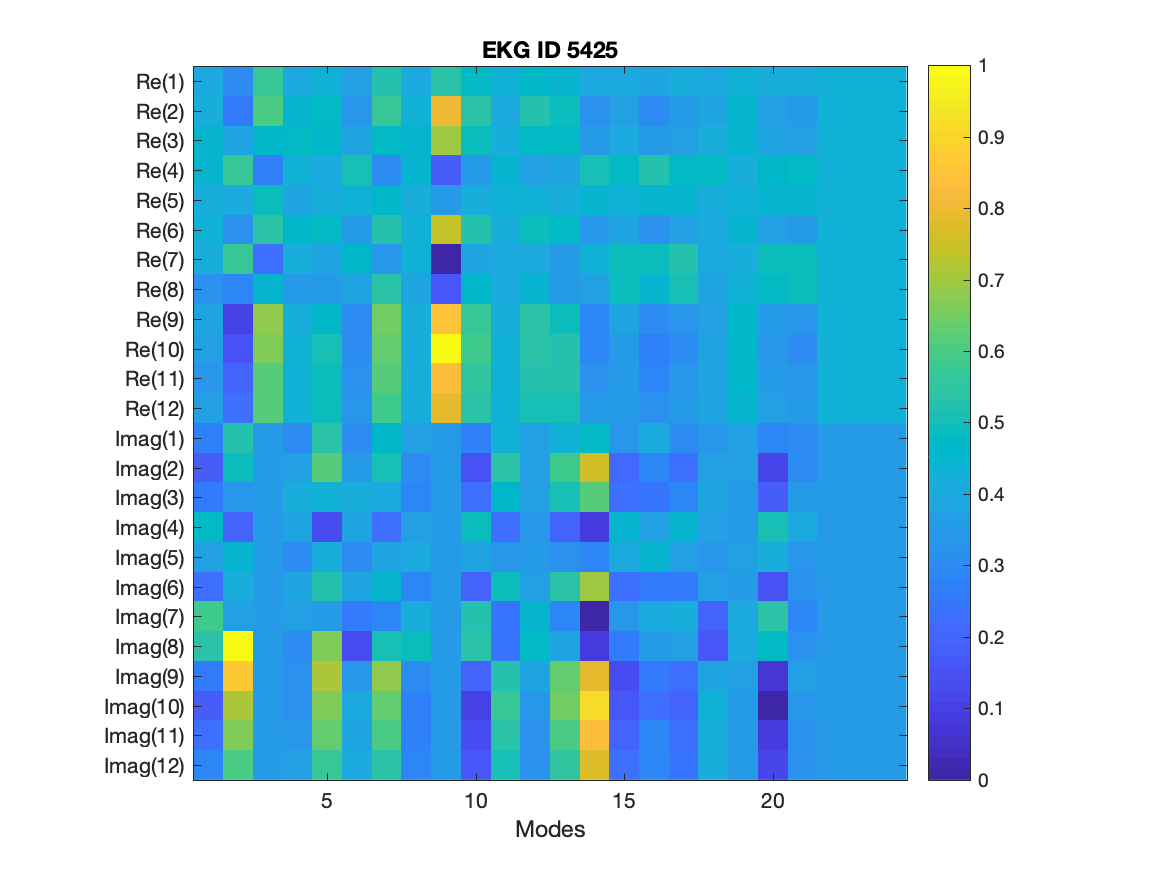 EKG ID 5425
Re(1)
Re(2)
Re(3)
Re(4)
Re(5)
Re(6)
Re(7)
Re(8)
Re(9)
Re(10)
Re(11)
Re(12)
Imag(1)
Imag(2)
Imag(3)
Imag(4)
Imag(5)
Imag(6)
Imag(7)
Imag(8)
Imag(9)
Imag(10)
Imag(11)
Imag(12)
5 10 15 20
Modes
1
0.9
0.8
0.7
0.6
0.5
0.4
0.3
0.2
0.1
0